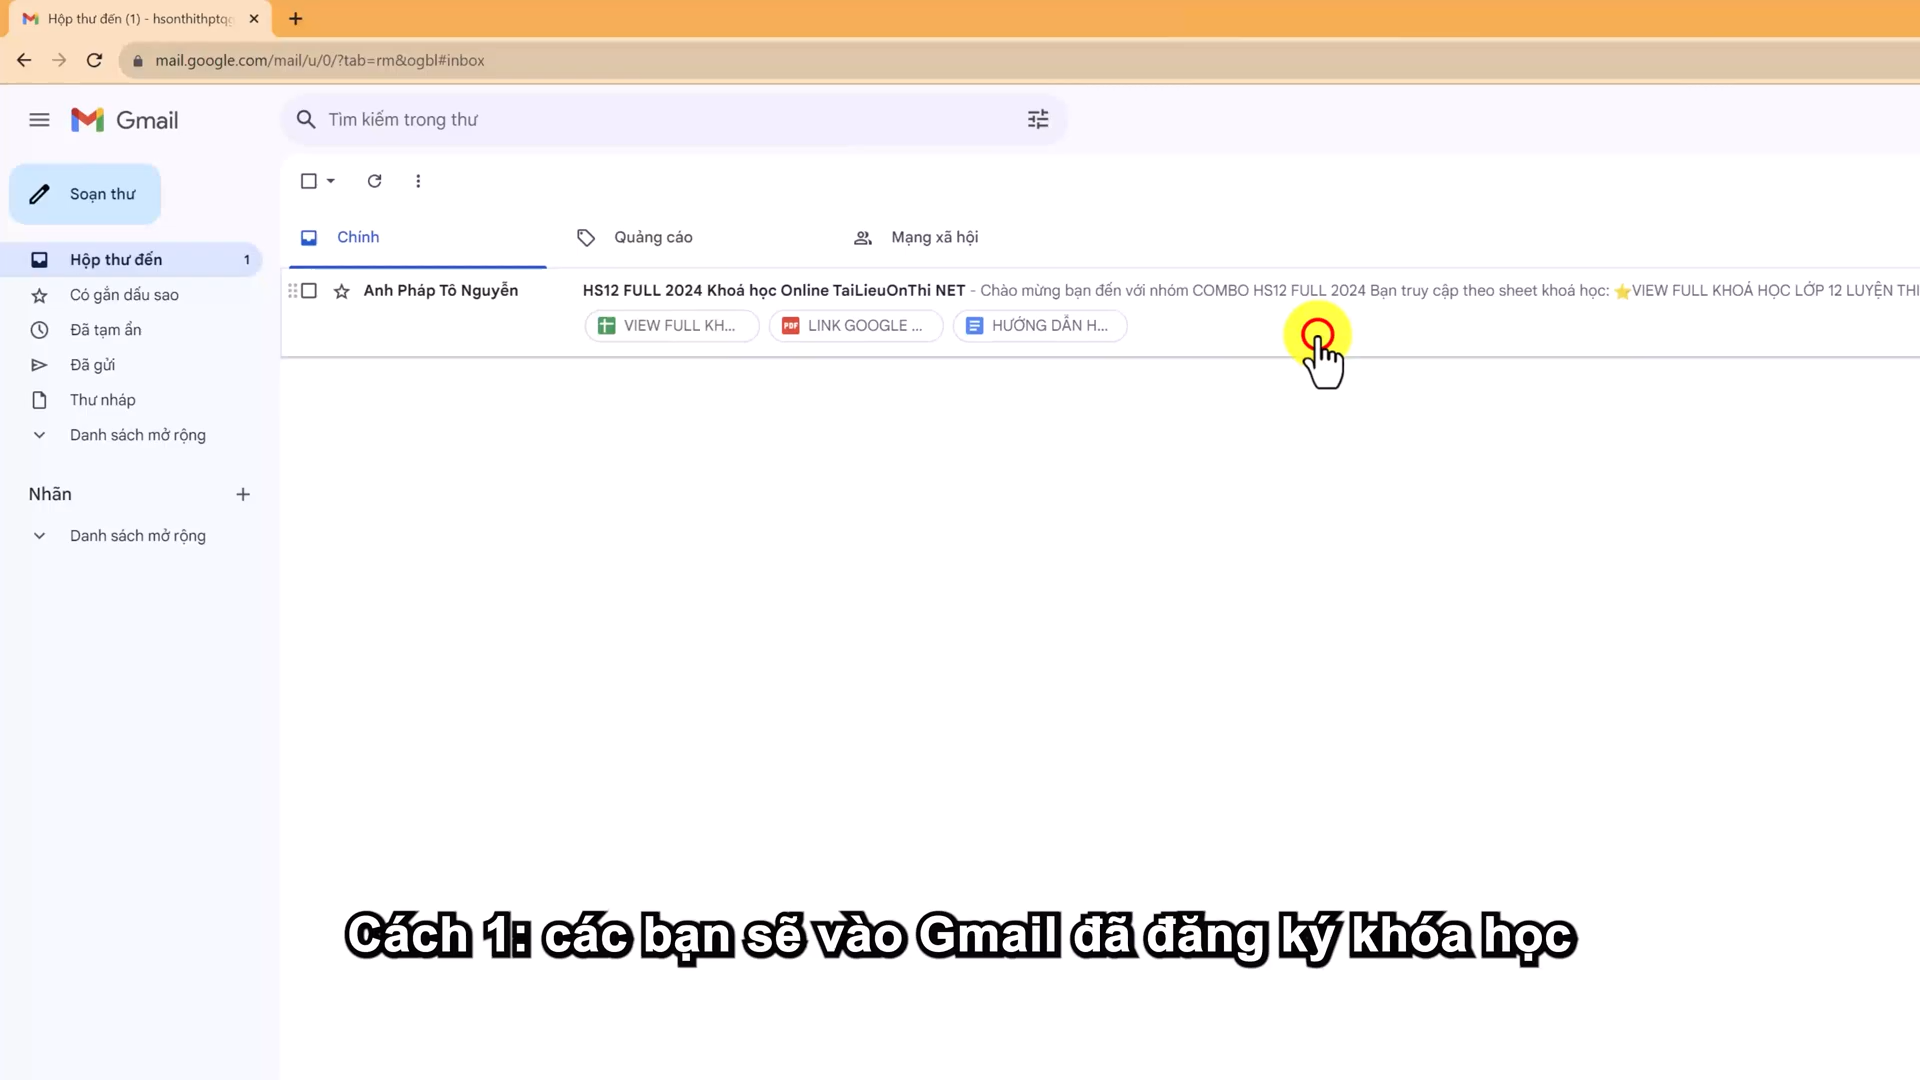 Hộp thư đến (1) - hsonthithptqg
mail.google.com/mail/u/0/?tab=rm&ogbl#inbox
Gmail
Tìm kiếm trong thư
Soạn thư
Chính
Quảng cáo
Mạng xã hội
Hộp thư đến 1
Có gắn dấu sao
Đã tạm ẩn
Đã gửi
Thư nháp
Danh sách mở rộng
Nhãn
Danh sách mở rộng
Anh Pháp Tô Nguyễn HS12 FULL 2024 Khoá học Online TaiLieuOnThi NET - Chào mừng bạn đến với nhóm COMBO HS12 FULL 2024 Bạn truy cập theo sheet khoá học: ⭐VIEW FULL KHOÁ HỌC LỚP 12 LUYỆN THI
VIEW FULL KH...
PDF LINK GOOGLE ...
HƯỚNG DẪN H...
Cách 1: các bạn sẽ vào Gmail đã đăng ký khóa học